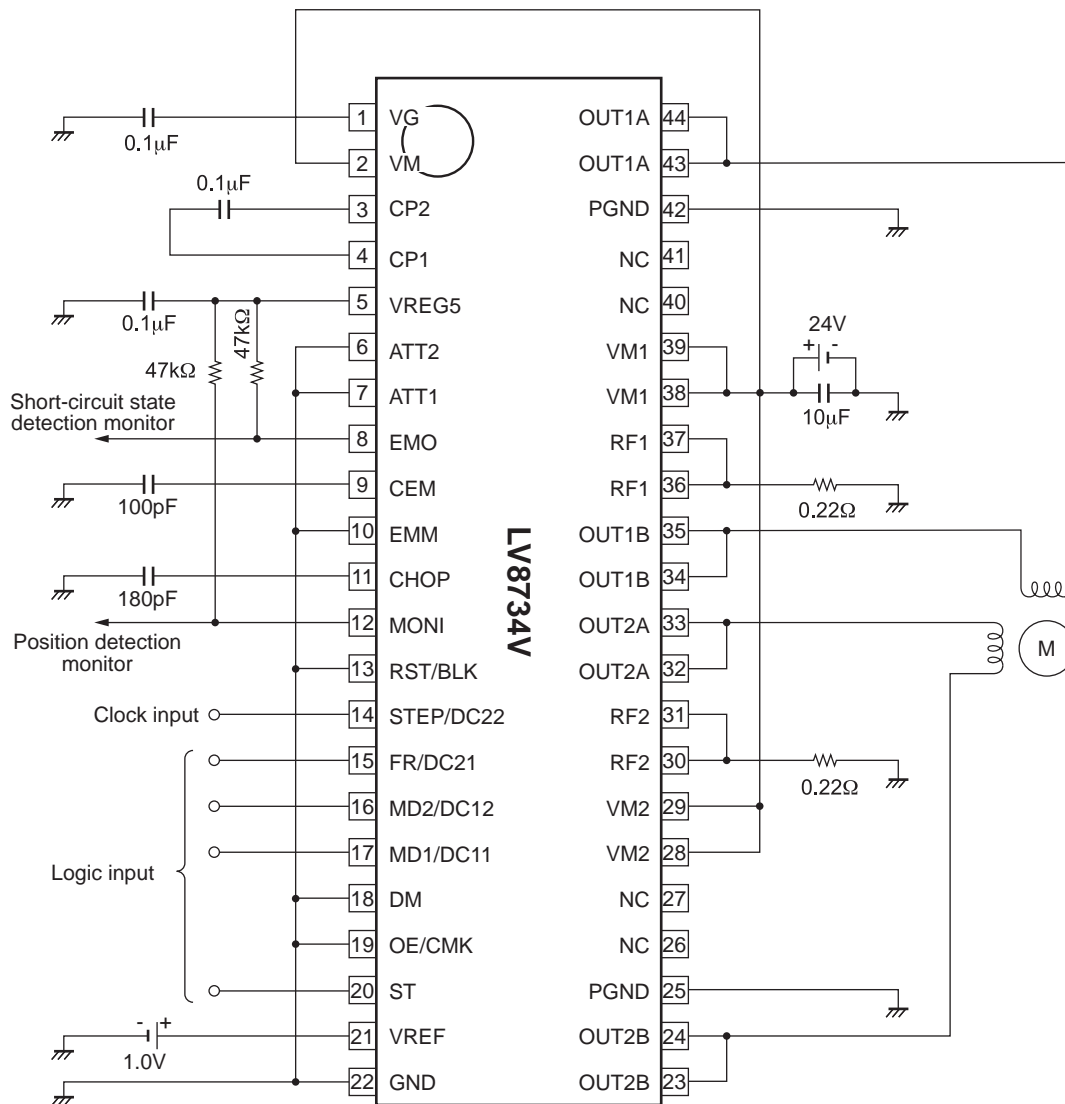 1 VG OUT1A 44
0.1μF
2 VM OUT1A 43
0.1μF
3 CP2 PGND 42
4 CP1 NC 41
5 VREG5 NC 40
0.1μF
47kΩ
47kΩ
24V
+ -
6 ATT2 VM1 39
7 ATT1 VM1 38
10μF
Short-circuit state
detection monitor
8 EMO RF1 37
9 CEM RF1 36
100pF
0.22Ω
10 EMM OUT1B 35
LV8734V
11 CHOP OUT1B 34
180pF
12 MONI OUT2A 33
Position detection
monitor
M
13 RST/BLK OUT2A 32
Clock input
14 STEP/DC22 RF2 31
15 FR/DC21 RF2 30
0.22Ω
16 MD2/DC12 VM2 29
17 MD1/DC11 VM2 28
Logic input
18 DM NC 27
19 OE/CMK NC 26
20 ST PGND 25
- +
21 VREF OUT2B 24
1.0V
22 GND OUT2B 23